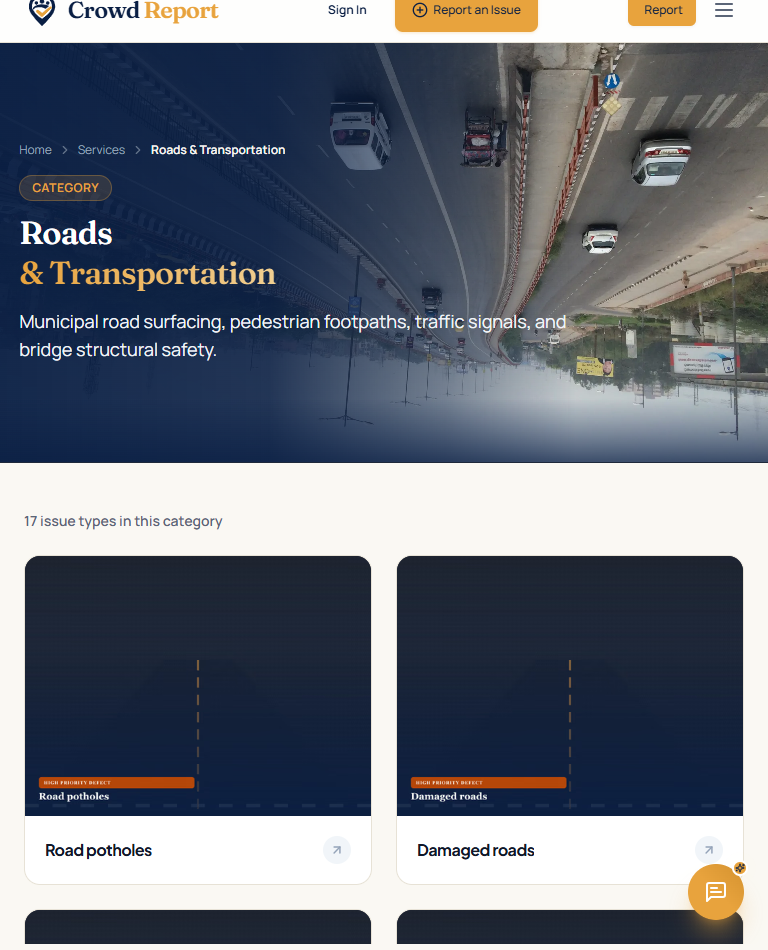 Crowd Report
Sign In
Report an Issue
Report
Home
Services
Roads & Transportation
CATEGORY
Roads
& Transportation
Municipal road surfacing, pedestrian footpaths, traffic signals, and
bridge structural safety.
17 issue types in this category
HIGH PRIORITY DEFECT
Road potholes
Road potholes
HIGH PRIORITY DEFECT
Damaged roads
Damaged roads